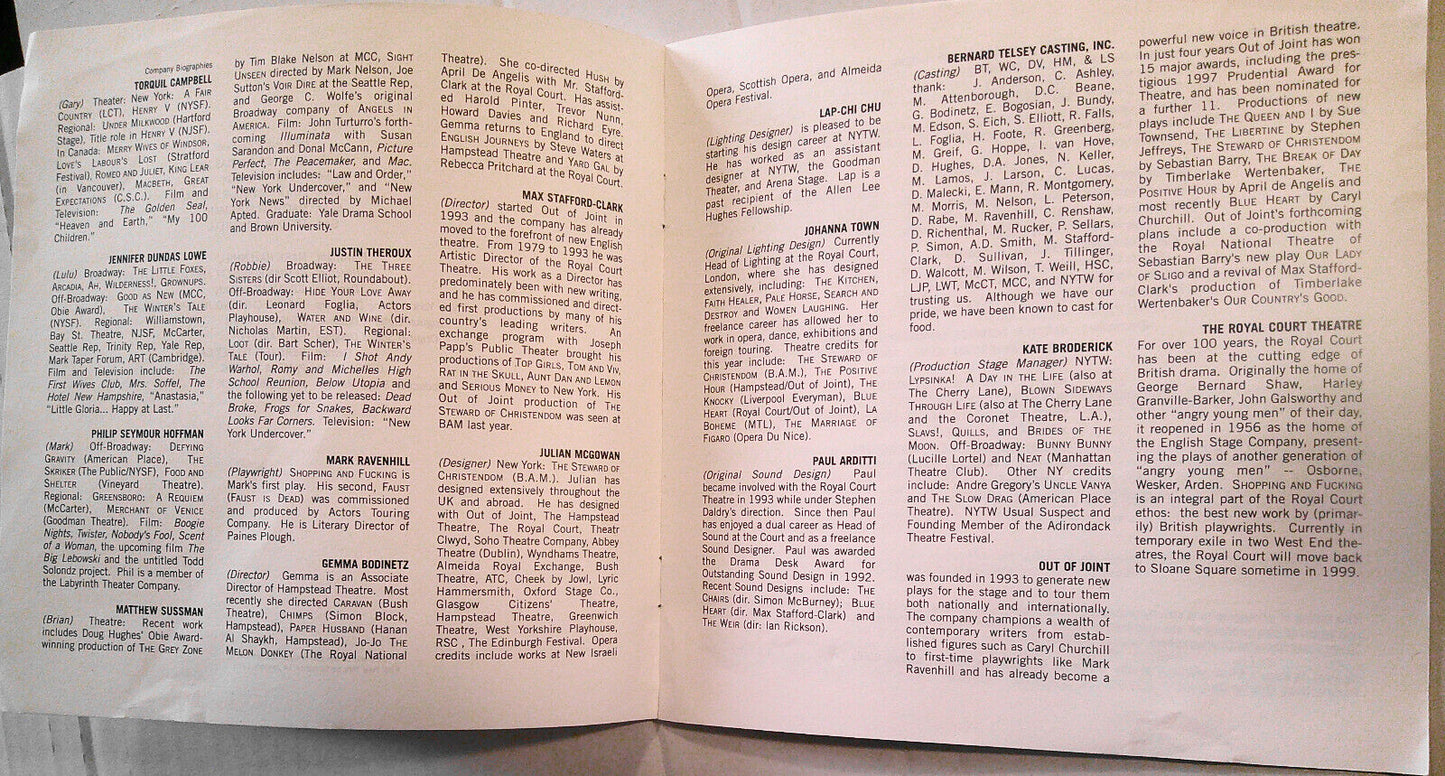 Company Biographies
TORQUIL CAMPBELL
(Gary) Theater: New York: A FAIR
COUNTRY (LCT), HENRY V (NYSF).
Regional: UNDER MILKWOOD (Hartford
Stage), Title role in HENRY V (NJSF).
In Canada: MERRY WIVES OF WINDSOR,
LOVE'S LABOUR'S LOST (Stratford
Festival), ROMEO AND JULIET, KING LEAR
(in Vancouver), MACBETH, GREAT
EXPECTATIONS (C.S.C.). Film and
Television: The Golden Seal,
"Heaven and Earth," "My 100
Children."
JENNIFER DUNDAS LOWE
(Lulu) Broadway: THE LITTLE FOXES,
ARCADIA, AH, WILDERNESS!, GROWNUPS.
Off-Broadway: GOOD AS NEW (MCC,
Obie Award), THE WINTER'S TALE
(NYSF). Regional: Williamstown,
Bay St. Theatre, NJSF, McCarter,
Seattle Rep, Trinity Rep, Yale Rep,
Mark Taper Forum, ART (Cambridge).
Film and Television include: The
First Wives Club, Mrs. Soffel, The
Hotel New Hampshire, "Anastasia,"
"Little Gloria... Happy at Last."
PHILIP SEYMOUR HOFFMAN
(Mark) Off-Broadway: DEFYING
GRAVITY (American Place), THE
SKRIKER (The Public/NYSF), FOOD AND
SHELTER (Vineyard Theatre).
Regional: GREENSBORO: A REQUIEM
(McCarter), MERCHANT OF VENICE
(Goodman Theatre). Film: Boogie
Nights, Twister, Nobody's Fool, Scent
of a Woman, the upcoming film The
Big Lebowski and the untitled Todd
Solondz project. Phil is a member of
the Labyrinth Theater Company.
MATTHEW SUSSMAN
(Brian) Theatre: Recent work
includes Doug Hughes' Obie Award-
winning production of THE GREY ZONE
by Tim Blake Nelson at MCC, SIGHT
UNSEEN directed by Mark Nelson, Joe
Sutton's VOIR DIRE at the Seattle Rep,
and George C. Wolfe's original
Broadway company of ANGELS IN
AMERICA. Film: John Turturro's forth-
coming Illuminata with Susan
Sarandon and Donal McCann, Picture
Perfect, The Peacemaker, and Mac.
Television includes: "Law and Order,"
"New York Undercover," and "New
York News" directed by Michael
Apted. Graduate: Yale Drama School
and Brown University.
JUSTIN THEROUX
(Robbie) Broadway: THE THREE
SISTERS (dir Scott Elliot, Roundabout).
Off-Broadway: HIDE YOUR LOVE AWAY
(dir. Leonard Foglia, Actors
Playhouse), WATER AND WINE (dir.
Nicholas Martin, EST). Regional:
LOOT (dir. Bart Scher), THE WINTER'S
TALE (Tour). Film: I Shot Andy
Warhol, Romy and Michelles High
School Reunion, Below Utopia and
the following yet to be released: Dead
Broke, Frogs for Snakes, Backward
Looks Far Corners. Television: "New
York Undercover."
MARK RAVENHILL
(Playwright) SHOPPING AND FUCKING is
Mark's first play. His second, FAUST
(FAUST IS DEAD) was commissioned
and produced by Actors Touring
Company. He is Literary Director of
Paines Plough.
GEMMA BODINETZ
(Director) Gemma is an Associate
Director of Hampstead Theatre. Most
recently she directed CARAVAN (Bush
Theatre), CHIMPS (Simon Block,
Hampstead), PAPER HUSBAND (Hanan
Al Shaykh, Hampstead), JO-JO THE
MELON DONKEY (The Royal National
Theatre). She co-directed HUSH by
April De Angelis with Mr. Stafford-
Clark at the Royal Court. Has assist-
ed Harold Pinter, Trevor Nunn,
Howard Davies and Richard Eyre.
Gemma returns to England to direct
ENGLISH JOURNEYS by Steve Waters at
Hampstead Theatre and YARD GAL by
Rebecca Pritchard at the Royal Court.
MAX STAFFORD-CLARK
(Director) started Out of Joint in
1993 and the company has already
moved to the forefront of new English
theatre. From 1979 to 1993 he was
Artistic Director of the Royal Court
Theatre. His work as a Director has
predominately been with new writing,
and he has commissioned and direct-
ed first productions by many of his
country's leading writers. An
exchange program with Joseph
Papp's Public Theater brought his
productions of TOP GIRLS, TOM AND VIV,
RAT IN THE SKULL, AUNT DAN AND LEMON
and SERIOUS MONEY to New York. His
Out of Joint production of THE
STEWARD OF CHRISTENDOM was seen at
BAM last year.
JULIAN MCGOWAN
(Designer) New York: THE STEWARD OF
CHRISTENDOM (B.A.M.). Julian has
designed extensively throughout the
UK and abroad. He has designed
with Out of Joint, The Hampstead
Theatre, The Royal Court, Theatr
Clwyd, Soho Theatre Company, Abbey
Theatre (Dublin), Wyndhams Theatre,
Almeida Royal Exchange, Bush
Theatre, ATC, Cheek by Jowl, Lyric
Hammersmith, Oxford Stage Co.,
Glasgow Citizens' Theatre,
Hampstead Theatre, Greenwich
Theatre, West Yorkshire Playhouse,
RSC , The Edinburgh Festival. Opera
credits include works at New Israeli
Opera, Scottish Opera, and Almeida
Opera Festival.
LAP-CHI CHU
(Lighting Designer) is pleased to be
starting his design career at NYTW.
He has worked as an assistant
designer at NYTW, the Goodman
Theater, and Arena Stage. Lap is a
past recipient of the Allen Lee
Hughes Fellowship.
JOHANNA TOWN
(Original Lighting Design) Currently
Head of Lighting at the Royal Court,
London, where she has designed
extensively, including: THE KITCHEN,
FAITH HEALER, PALE HORSE, SEARCH AND
DESTROY and WOMEN LAUGHING. Her
freelance career has allowed her to
work in opera, dance, exhibitions and
foreign touring. Theatre credits for
this year include: THE STEWARD OF
CHRISTENDOM (B.A.M.), THE POSITIVE
HOUR (Hampstead/Out of Joint), THE
KNOCKY (Liverpool Everyman), BLUE
HEART (Royal Court/Out of Joint), LA
BOHEME (MTL), THE MARRIAGE OF
FIGARO (Opera Du Nice).
PAUL ARDITTI
(Original Sound Design) Paul
became involved with the Royal Court
Theatre in 1993 while under Stephen
Daldry's direction. Since then Paul
has enjoyed a dual career as Head of
Sound at the Court and as a freelance
Sound Designer. Paul was awarded
the Drama Desk Award for
Outstanding Sound Design in 1992.
Recent Sound Designs include: THE
CHAIRS (dir. Simon McBurney); BLUE
HEART (dir. Max Stafford-Clark) and
THE WEIR (dir: Ian Rickson).
BERNARD TELSEY CASTING, INC.
(Casting) BT, WC, DV, HM, & LS
thank: J. Anderson, C. Ashley,
M. Attenborough, D.C. Beane,
G. Bodinetz, E. Bogosian, J. Bundy,
M. Edson, S. Eich, S. Elliott, R. Falls,
L. Foglia, H. Foote, R. Greenberg,
M. Greif, G. Hoppe, I. van Hove,
D. Hughes, D.A. Jones, N. Keller,
M. Lamos, J. Larson, C. Lucas,
D. Malecki, E. Mann, R. Montgomery,
M. Morris, M. Nelson, L. Peterson,
D. Rabe, M. Ravenhill, C. Renshaw,
D. Richenthal, M. Rucker, P. Sellars,
P. Simon, A.D. Smith, M. Stafford-
Clark, D. Sullivan, J. Tillinger,
D. Walcott, M. Wilson, T. Weill, HSC,
LJP, LWT, McCT, MCC, and NYTW for
trusting us. Although we have our
pride, we have been known to cast for
food.
KATE BRODERICK
(Production Stage Manager) NYTW:
LYPSINKA! A DAY IN THE LIFE (also at
The Cherry Lane), BLOWN SIDEWAYS
THROUGH LIFE (also at The Cherry Lane
and the Coronet Theatre, L.A.),
SLAVS!, QUILLS, and BRIDES OF THE
MOON. Off-Broadway: BUNNY BUNNY
(Lucille Lortel) and NEAT (Manhattan
Theatre Club). Other NY credits
include: Andre Gregory's UNCLE VANYA
and THE SLOW DRAG (American Place
Theatre). NYTW Usual Suspect and
Founding Member of the Adirondack
Theatre Festival.
OUT OF JOINT
was founded in 1993 to generate new
plays for the stage and to tour them
both nationally and internationally.
The company champions a wealth of
contemporary writers from estab-
lished figures such as Caryl Churchill
to first-time playwrights like Mark
Ravenhill and has already become a
powerful new voice in British theatre.
In just four years Out of Joint has won
15 major awards, including the pres-
tigious 1997 Prudential Award for
Theatre, and has been nominated for
a further 11. Productions of new
plays include THE QUEEN AND I by Sue
Townsend, THE LIBERTINE by Stephen
Jeffreys, THE STEWARD OF CHRISTENDOM
by Sebastian Barry, THE BREAK OF DAY
by Timberlake Wertenbaker, THE
POSITIVE HOUR by April de Angelis and
most recently BLUE HEART by Caryl
Churchill. Out of Joint's forthcoming
plans include a co-production with
the Royal National Theatre of
Sebastian Barry's new play OUR LADY
OF SLIGO and a revival of Max Stafford-
Clark's production of Timberlake
Wertenbaker's OUR COUNTRY'S GOOD.
THE ROYAL COURT THEATRE
For over 100 years, the Royal Court
has been at the cutting edge of
British drama. Originally the home of
George Bernard Shaw, Harley
Granville-Barker, John Galsworthy and
other "angry young men" of their day,
it reopened in 1956 as the home of
the English Stage Company, present-
ing the plays of another generation of
"angry young men" -- Osborne,
Wesker, Arden. SHOPPING AND FUCKING
is an integral part of the Royal Court
ethos: the best new work by (primar-
ily) British playwrights. Currently in
temporary exile in two West End the-
atres, the Royal Court will move back
to Sloane Square sometime in 1999.